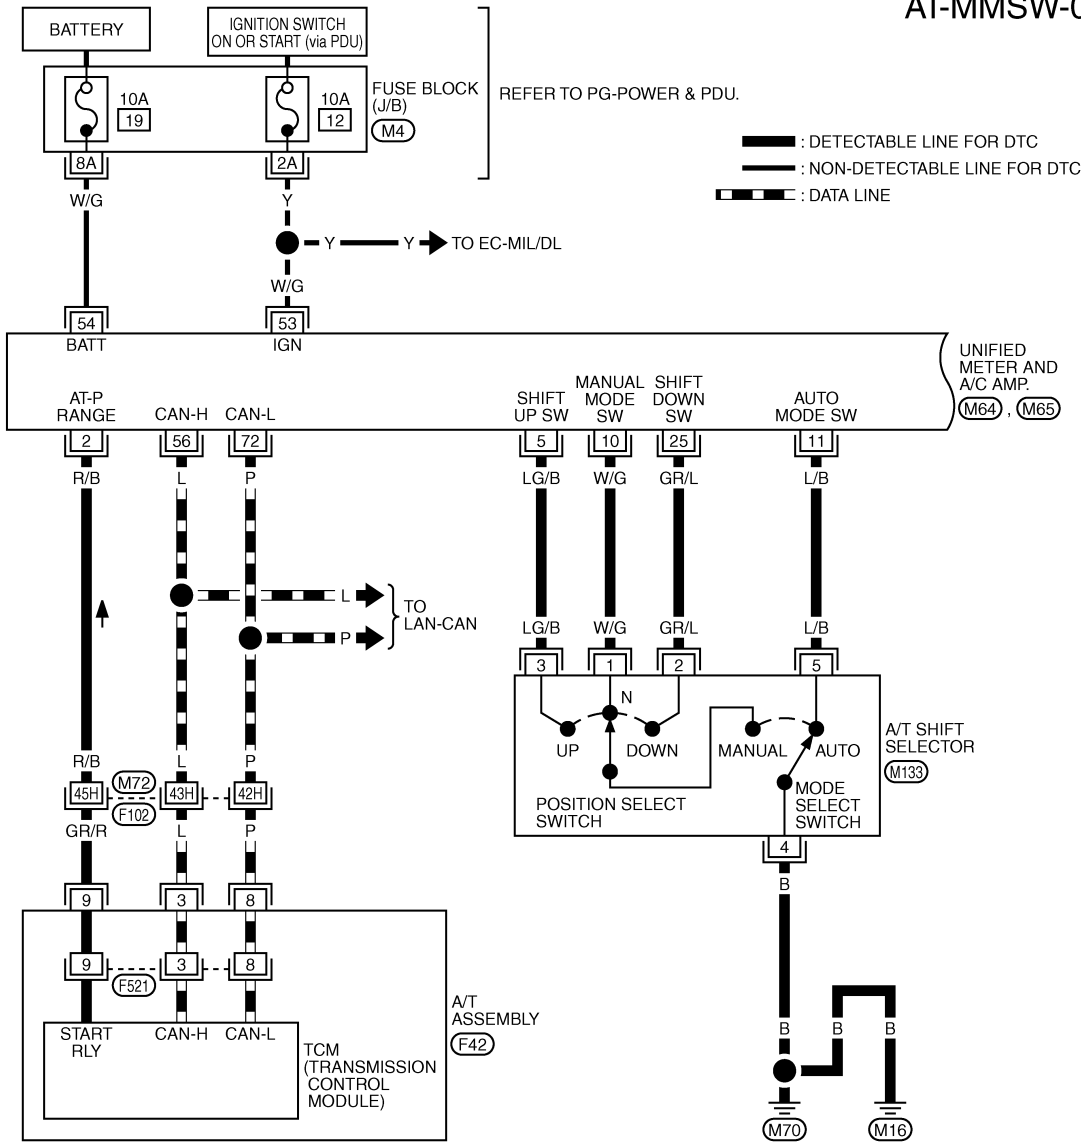 AT-MMSW-0
BATTERY
IGNITION SWITCH
ON OR START (via PDU)
10A
19
10A
12
FUSE BLOCK
(J/B)
M4
REFER TO PG-POWER & PDU.
8A
2A
: DETECTABLE LINE FOR DTC
: NON-DETECTABLE LINE FOR DTC
: DATA LINE
W/G
Y
Y
Y
TO EC-MIL/DL
W/G
54
53
BATT
IGN
UNIFIED
METER AND
A/C AMP.
M64 , M65
AT-P
RANGE
CAN-H
CAN-L
SHIFT
UP SW
MANUAL
MODE
SW
SHIFT
DOWN
SW
AUTO
MODE SW
2
56
72
5
10
25
11
R/B
L
P
LG/B
W/G
GR/L
L/B
L
P
TO
LAN-CAN
LG/B
W/G
GR/L
L/B
3
1
2
5
N
UP
DOWN
MANUAL
AUTO
A/T SHIFT
SELECTOR
M133
POSITION SELECT
SWITCH
MODE
SELECT
SWITCH
4
R/B
L
P
M72
45H
43H
42H
F102
GR/R
L
P
B
9
3
8
9
3
8
F521
START
RLY
CAN-H
CAN-L
TCM
(TRANSMISSION
CONTROL
MODULE)
A/T
ASSEMBLY
F42
B
B
B
M70
M16